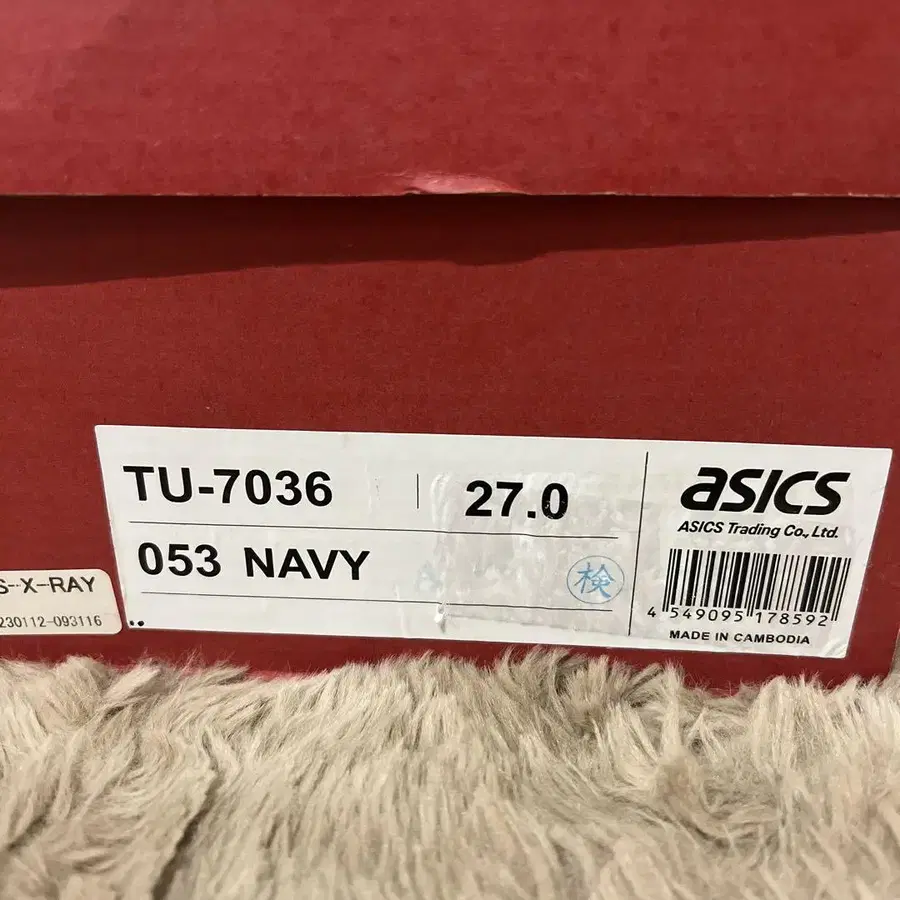 TU-7036
27.0
053 NAVY
検
asics
ASICS Trading Co., Ltd.
4 549095 178592
MADE IN CAMBODIA
S-X-RAY
230112-093116